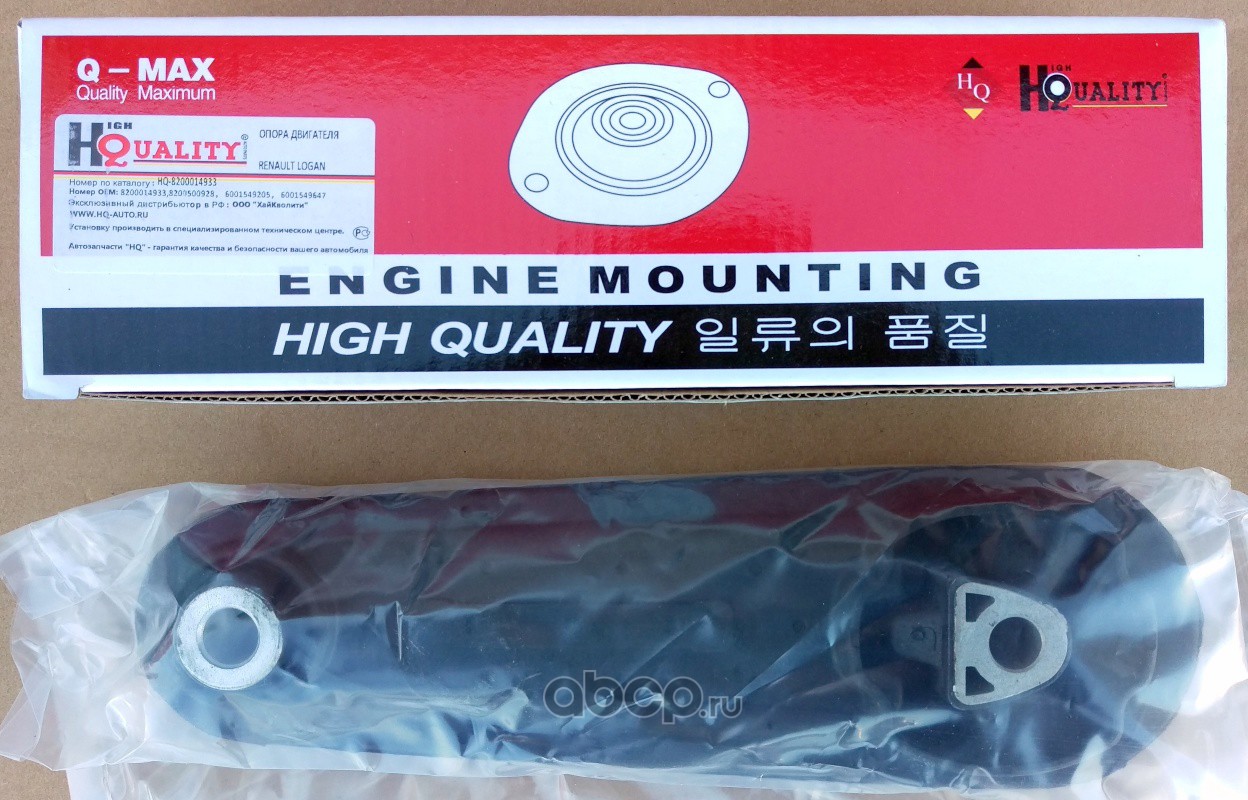 Q – MAX
Quality Maximum
HIGH QUALITY
ОПОРА ДВИГАТЕЛЯ
RENAULT LOGAN
Номер по каталогу: HQ-8200014933
Номер OEM: 8200014933,8200500928, 6001549205, 6001549647
Эксклюзивный дистрибьютор в РФ: ООО "ХайКволити"
WWW.HQ-AUTO.RU
Установку производить в специализированном техническом центре.
Автозапчасти "HQ" - гарантия качества и безопасности вашего автомобиля
HQ
HIGH QUALITY
ENGINE MOUNTING
HIGH QUALITY 일류의 품질
abcp.ru